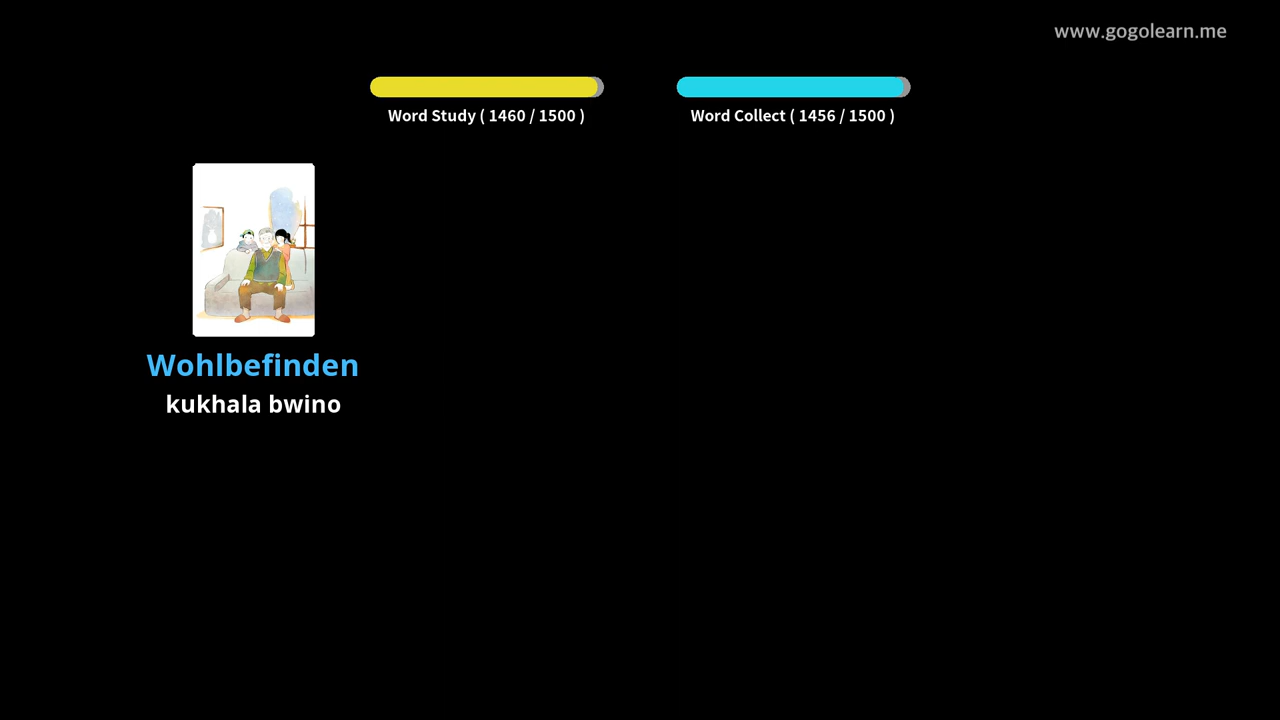 www.gogolearn.me
Word Study ( 1460 / 1500 )
Word Collect ( 1456 / 1500 )
Wohlbefinden
kukhala bwino